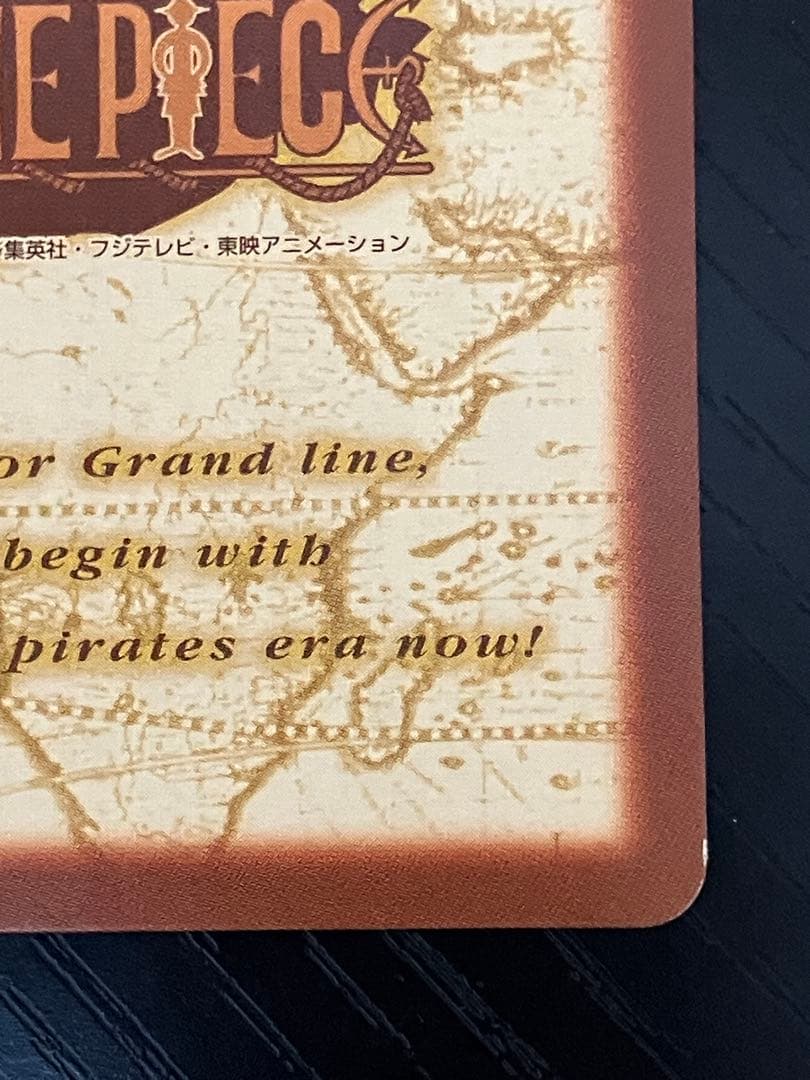 E PIECE
集英社・フジテレビ・東映アニメーション
or Grand line,
begin with
pirates era now!